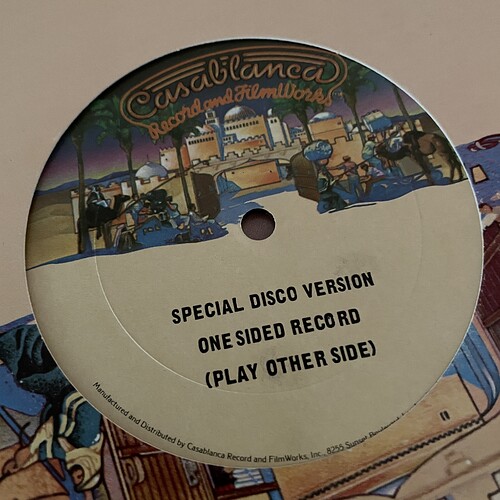 Casablanca
Record and FilmWorks
SPECIAL DISCO VERSION
ONE SIDED RECORD
(PLAY OTHER SIDE)
Manufactured and Distributed by Casablanca Record and FilmWorks, Inc., 8255 Sunset